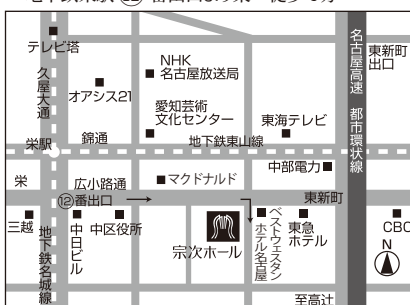 地下鉄栄駅 ⑫ 番出口より東へ徒歩
テレビ塔
久屋大通
オアシス21
NHK
名古屋放送局
愛知芸術
文化センター
名古屋高速 都市環状線
東新町
出口
東海テレビ
栄駅
錦通
地下鉄東山線
中部電力
栄
広小路通
マクドナルド
東新町
⑫番出口
三越
地下鉄名城線
中日ビル
中区役所
宗次ホール
ベストウェスタン
ホテル名古屋
東急
ホテル
CBC
N
至高辻